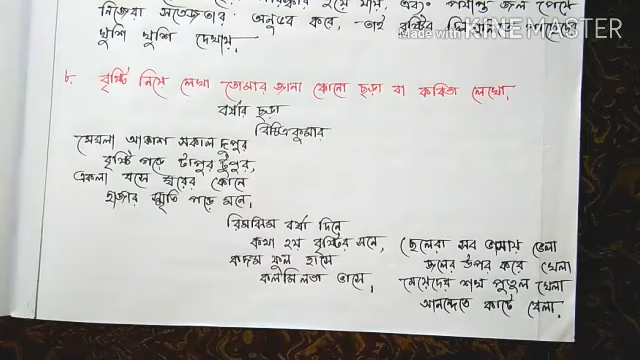 নিজেরা সতেজতার অনুভব করে, তাই বৃষ্টির
খুশি খুশি দেখায়.
Made with KINEMASTER
৮. বৃষ্টি নিয়ে লেখা তোমার জানা কোনো ছড়া বা কবিতা লেখো.
বর্ষার ছড়া
বিচিত্রকুমার
মেঘলা আকাশ সকাল দুপুর
বৃষ্টি পড়ে টাপুর টুপুর,
একলা বসে ঘরের কোনে
হাজার স্মৃতি পড়ে মনে.
রিমঝিম বর্ষা দিনে
কথা হয় বৃষ্টির সনে,
কদম ফুল হাসে
কলমিলতা ভাসে,
ছেলেরা সব ভাসায় ভেলা
জলের উপর করে খেলা
মেয়েদের শখ পুতুল খেলা
আনন্দেতে কাটে বেলা.